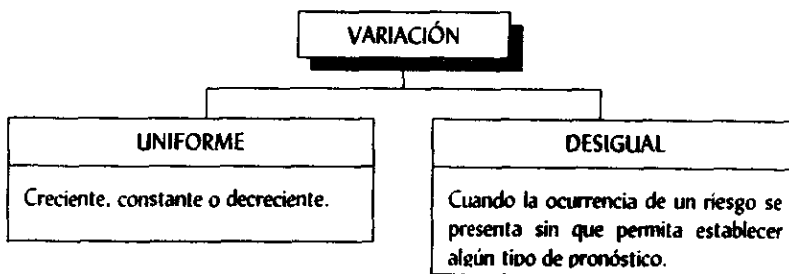 VARIACIÓN
UNIFORME
Creciente, constante o decreciente.
DESIGUAL
Cuando la ocurrencia de un riesgo se
presenta sin que permita establecer
algún tipo de pronóstico.